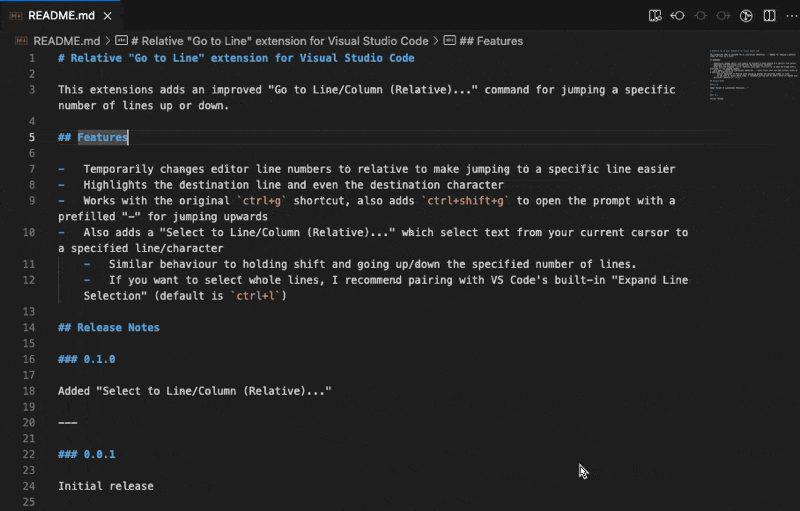 README.md
README.md > # Relative "Go to Line" extension for Visual Studio Code > ## Features
1 # Relative "Go to Line" extension for Visual Studio Code
2
3 This extensions adds an improved "Go to Line/Column (Relative)..." command for jumping a specific
number of lines up or down.
4
5 ## Features
6
7 - Temporarily changes editor line numbers to relative to make jumping to a specific line easier
8 - Highlights the destination line and even the destination character
9 - Works with the original `ctrl+g` shortcut, also adds `ctrl+shift+g` to open the prompt with a
prefilled "-" for jumping upwards
10 - Also adds a "Select to Line/Column (Relative)..." which select text from your current cursor to
a specified line/character
11 - Similar behaviour to holding shift and going up/down the specified number of lines.
12 - If you want to select whole lines, I recommend pairing with VS Code's built-in "Expand Line
Selection" (default is `ctrl+l`)
13
14 ## Release Notes
15
16 ### 0.1.0
17
18 Added "Select to Line/Column (Relative)..."
19
20 ---
21
22 ### 0.0.1
23
24 Initial release
25